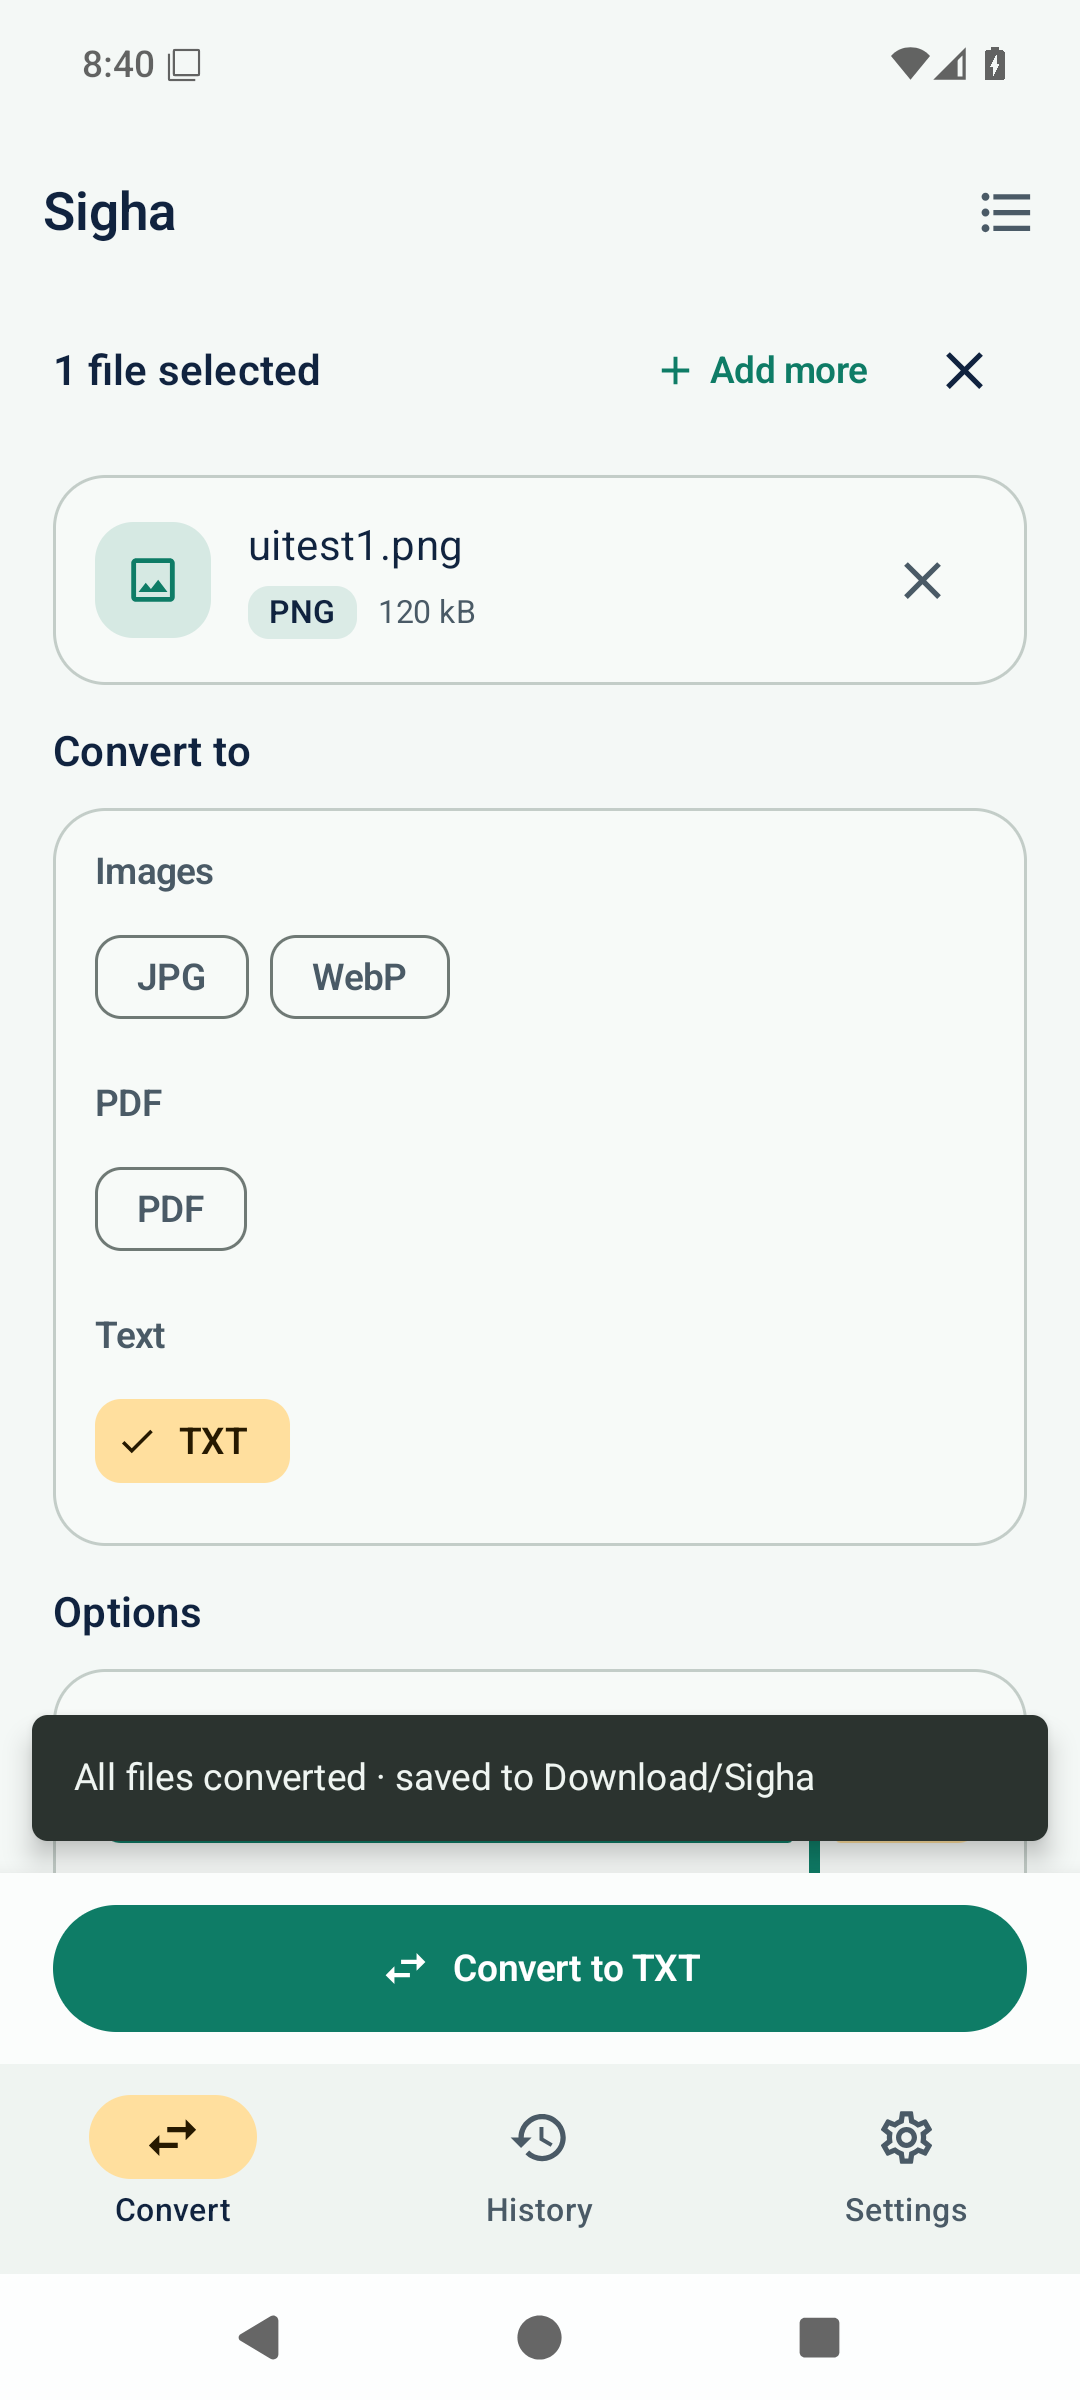 8:40
Sigha
1 file selected
Add more
uitest1.png
PNG 120 kB
Convert to
Images
JPG WebP
PDF
PDF
Text
TXT
Options
All files converted · saved to Download/Sigha
Convert to TXT
Convert History Settings